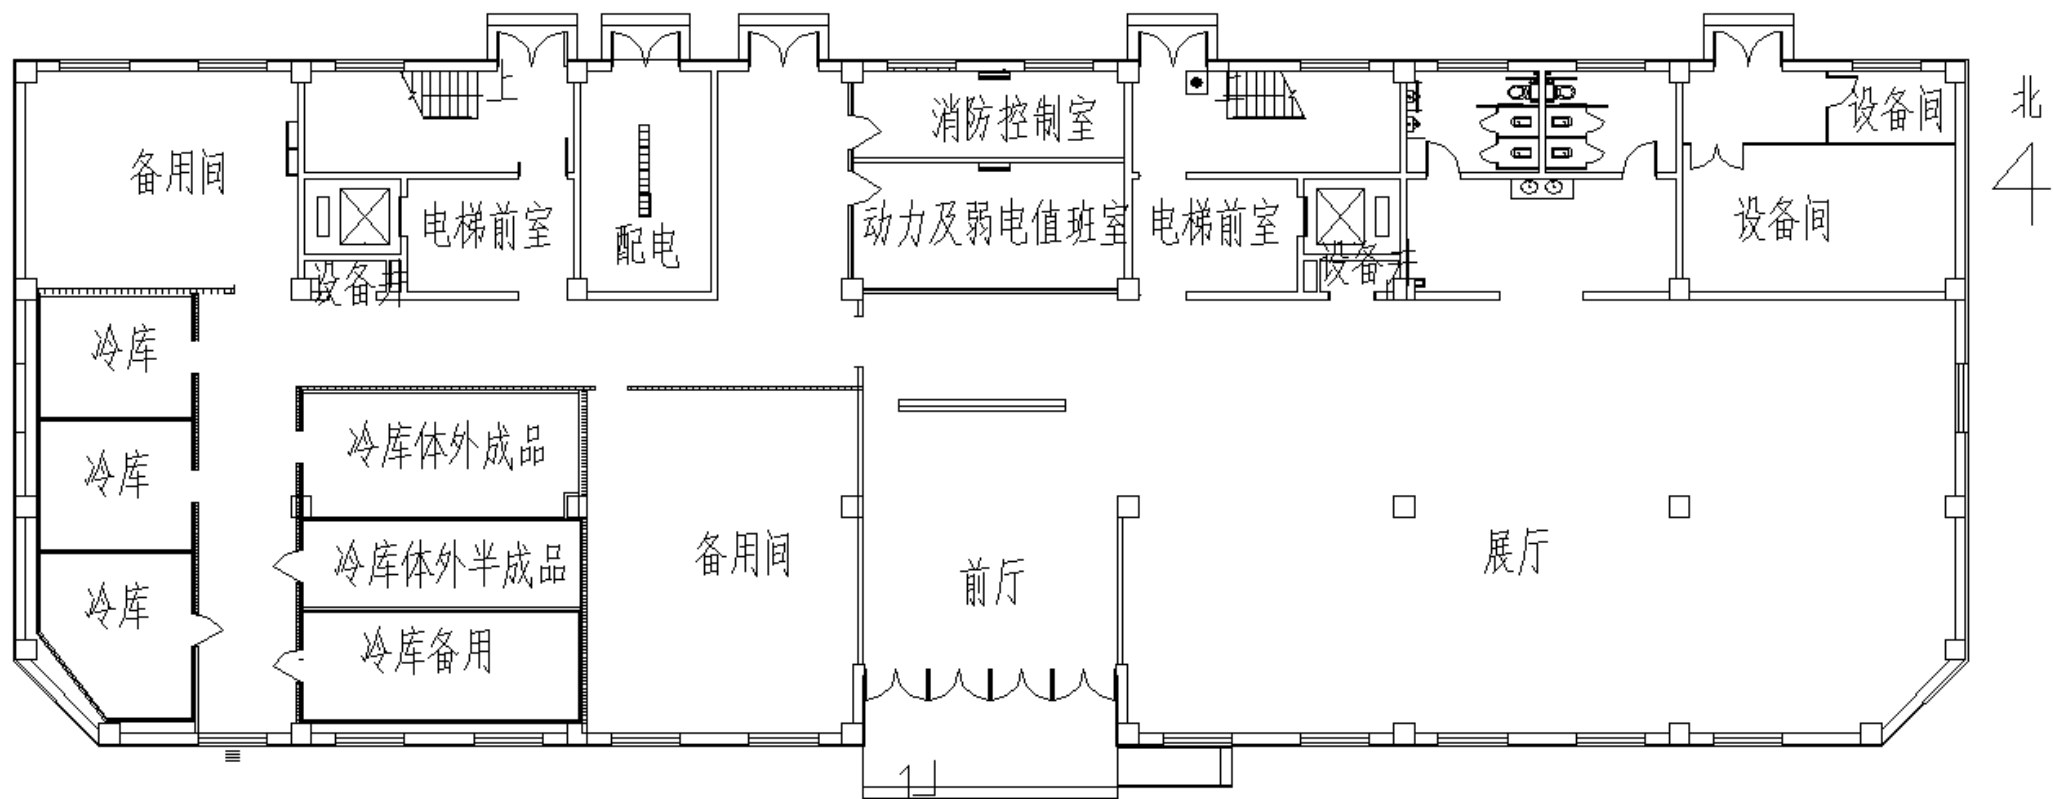 北
消防控制室
设备间
备用间
电梯前室
配电
动力及弱电值班室
电梯前室
设备间
设备井
设备井
冷库
冷库体外成品
冷库
备用间
冷库体外半成品
前厅
展厅
冷库
冷库备用
上
上
上